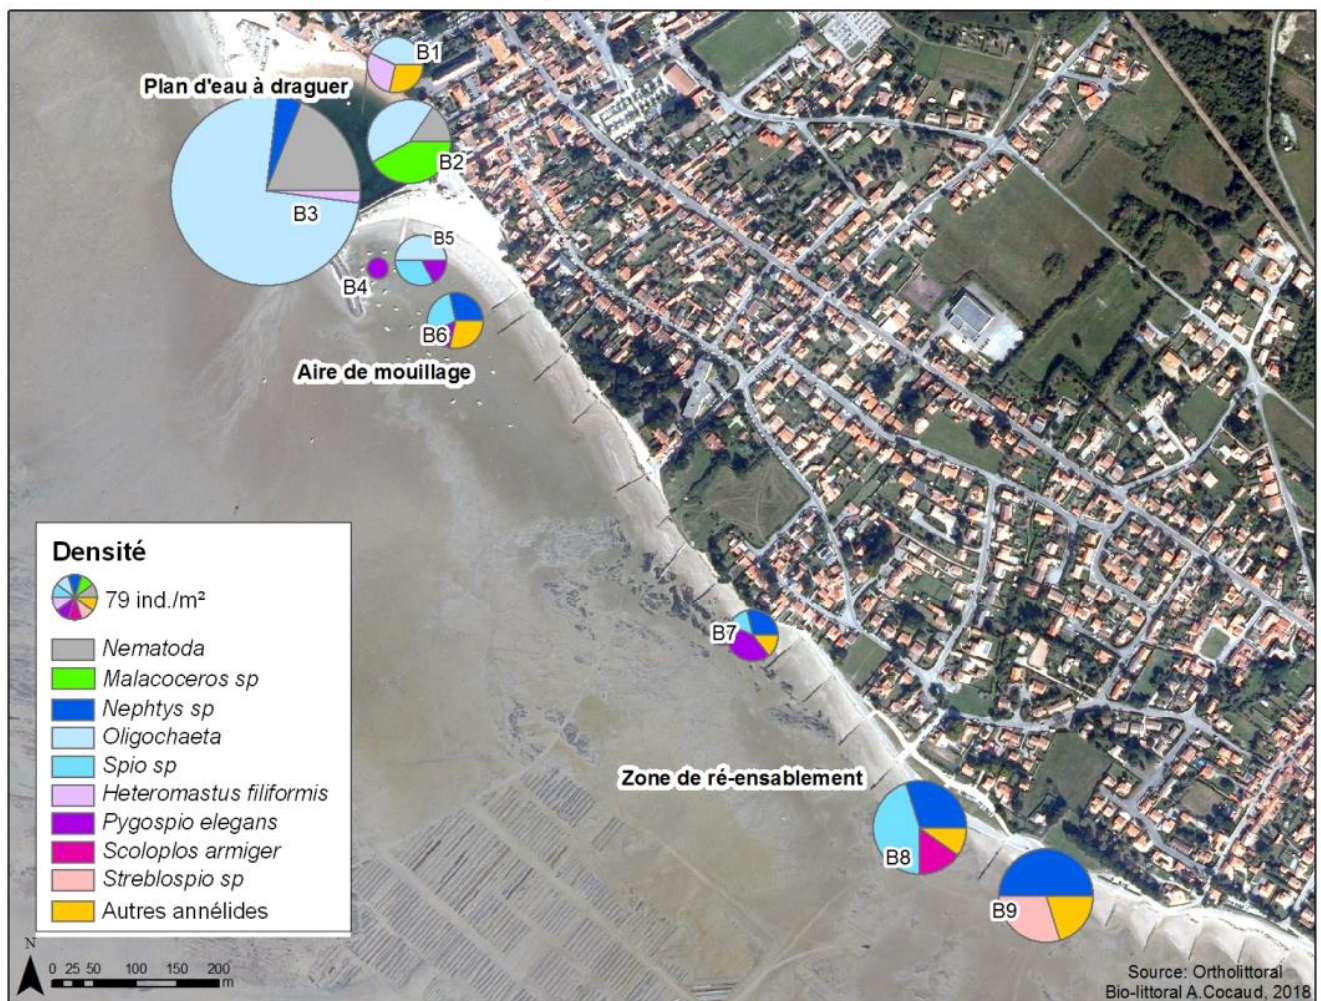 B1
Plan d'eau à draguer
B2
B3
B5
B4
B6
Aire de mouillage
Densité
79 ind./m²
Nematoda
Malacoceros sp
Nephtys sp
Oligochaeta
Spio sp
Heteromastus filiformis
Pygospio elegans
Scoloplos armiger
Streblospio sp
Autres annélides
B7
Zone de ré-ensablement
B8
B9
N
0 25 50 100 150 200
m
Source: Ortholittoral
Bio-littoral A.Cocaud, 2018